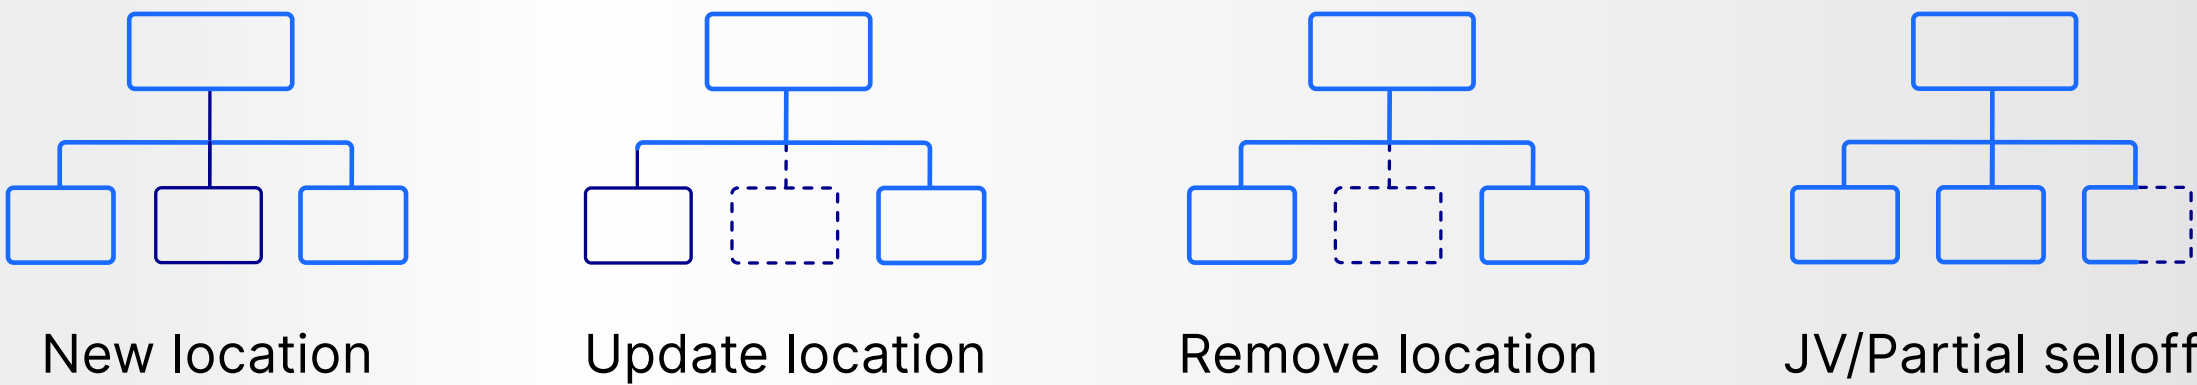 New location
Update location
Remove location
JV/Partial selloff